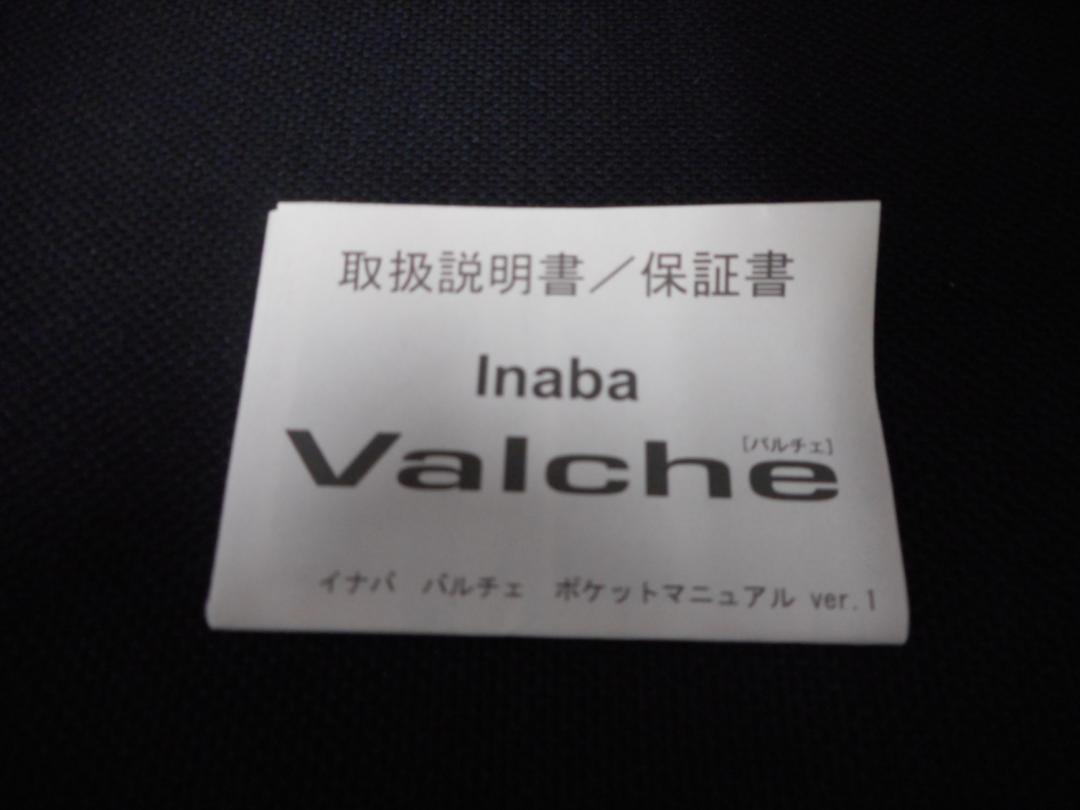 取扱説明書／保証書
Inaba
[バルチェ]
Valche
イナバ　バルチェ　ポケットマニュアル ver.1